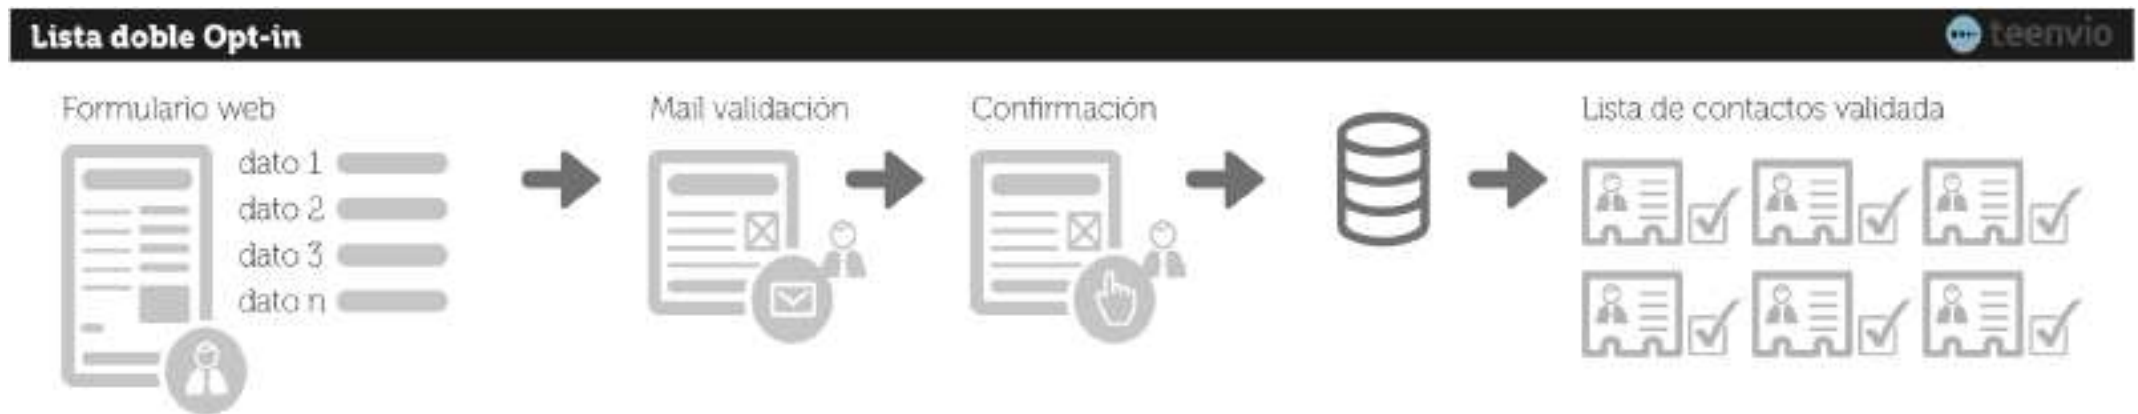 Lista doble Opt-in
teenvio
Formulario web
dato 1
dato 2
dato 3
dato n
Mail validación
Confirmación
Lista de contactos validada